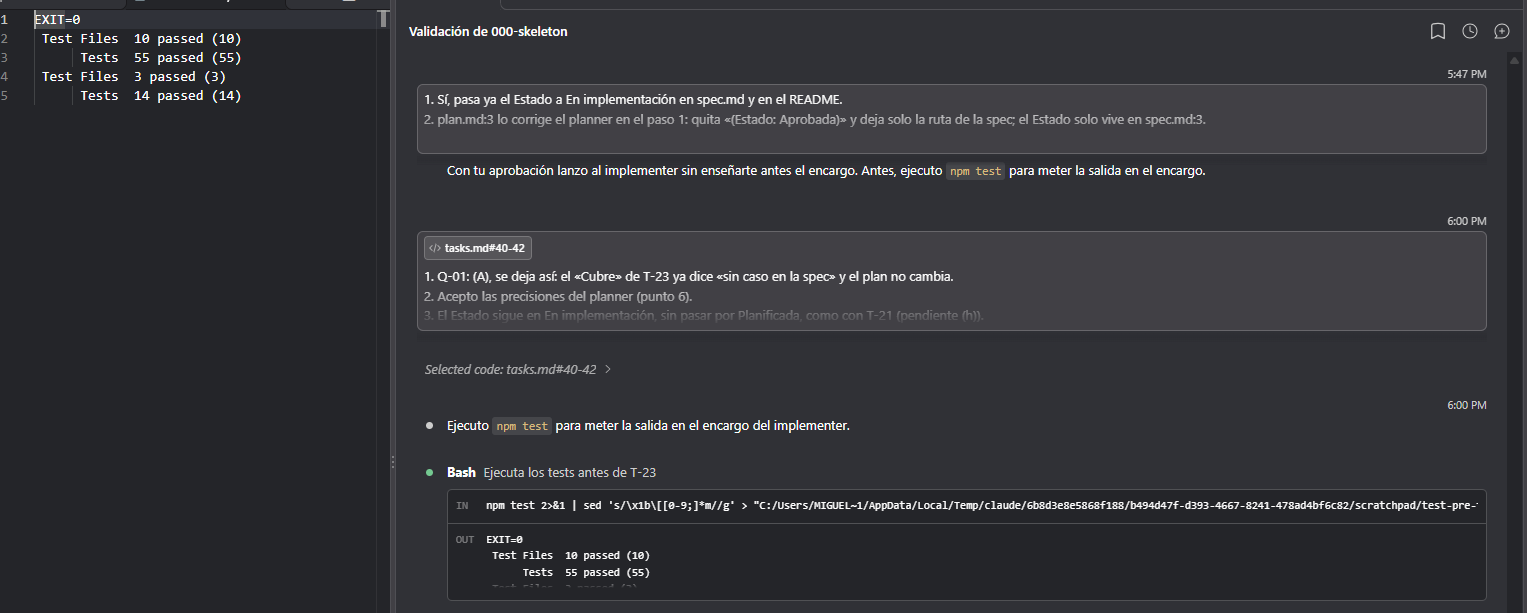 1 EXIT=0
2 Test Files 10 passed (10)
3 Tests 55 passed (55)
4 Test Files 3 passed (3)
5 Tests 14 passed (14)
Validación de 000-skeleton
5:47 PM
1. Sí, pasa ya el Estado a En implementación en spec.md y en el README.
2. plan.md:3 lo corrige el planner en el paso 1: quita «(Estado: Aprobada)» y deja solo la ruta de la spec; el Estado solo vive en spec.md:3.
Con tu aprobación lanzo al implementer sin enseñarte antes el encargo. Antes, ejecuto npm test para meter la salida en el encargo.
6:00 PM
</> tasks.md#40-42
1. Q-01: (A), se deja así: el «Cubre» de T-23 ya dice «sin caso en la spec» y el plan no cambia.
2. Acepto las precisiones del planner (punto 6).
3. El Estado sigue en En implementación, sin pasar por Planificada, como con T-21 (pendiente (h)).
Selected code: tasks.md#40-42 >
6:00 PM
Ejecuto npm test para meter la salida en el encargo del implementer.
Bash Ejecuta los tests antes de T-23
IN npm test 2>&1 | sed 's/\x1b\[[0-9;]*m//g' > "C:/Users/MIGUEL~1/AppData/Local/Temp/claude/6b8d3e8e5868f188/b494d47f-d393-4667-8241-478ad4bf6c82/scratchpad/test-pre-
OUT EXIT=0
Test Files 10 passed (10)
Tests 55 passed (55)